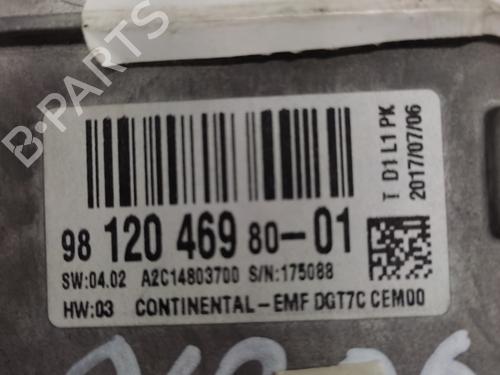 B-PARTS
98 120 469 80-01
SW:04.02 A2C14803700 S/N:175088
HW:03 CONTINENTAL-EMF DGT7C CEM00
T D1 L1 PK
2017/07/06